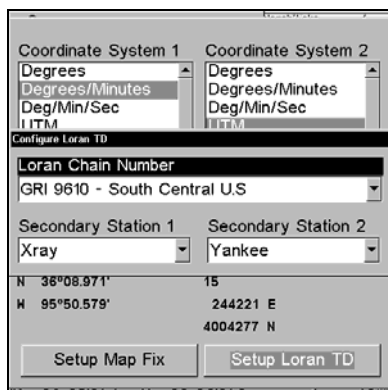 Coordinate System 1 Coordinate System 2
Degrees Degrees
Degrees/Minutes Degrees/Minutes
Deg/Min/Sec Deg/Min/Sec
UTM UTM
Configure Loran TD
Loran Chain Number
GRI 9610 - South Central U.S
Secondary Station 1 Secondary Station 2
Xray Yankee
N 36°08.971' 15
W 95°50.579' 244221 E
4004277 N
Setup Map Fix Setup Loran TD